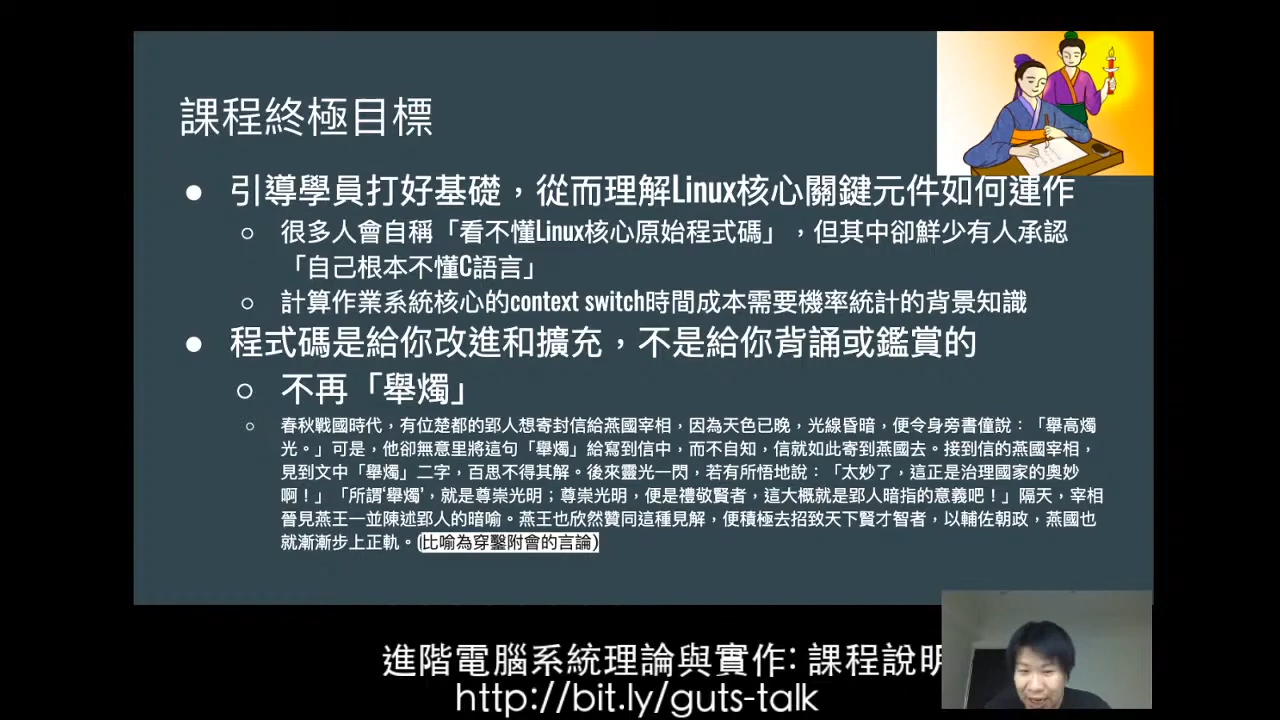 課程終極目標
● 引導學員打好基礎，從而理解Linux核心關鍵元件如何運作
○ 很多人會自稱「看不懂Linux核心原始程式碼」，但其中卻鮮少有人承認
「自己根本不懂C語言」
○ 計算作業系統核心的context switch時間成本需要機率統計的背景知識
● 程式碼是給你改進和擴充，不是給你背誦或鑑賞的
○ 不再「舉燭」
○ 春秋戰國時代，有位楚都的郢人想寄封信給燕國宰相，因為天色已晚，光線昏暗，便令身旁書僮說：「舉高燭
光。」可是，他卻無意里將這句「舉燭」給寫到信中，而不自知，信就如此寄到燕國去。接到信的燕國宰相，
見到文中「舉燭」二字，百思不得其解。後來靈光一閃，若有所悟地說：「太妙了，這正是治理國家的奧妙
啊！」「所謂‘舉燭’，就是尊崇光明；尊崇光明，便是禮敬賢者，這大概就是郢人暗指的意義吧！」隔天，宰相
晉見燕王一並陳述郢人的暗喻。燕王也欣然贊同這種見解，便積極去招致天下賢才智者，以輔佐朝政，燕國也
就漸漸步上正軌。(比喻為穿鑿附會的言論)
進階電腦系統理論與實作: 課程說明
http://bit.ly/guts-talk